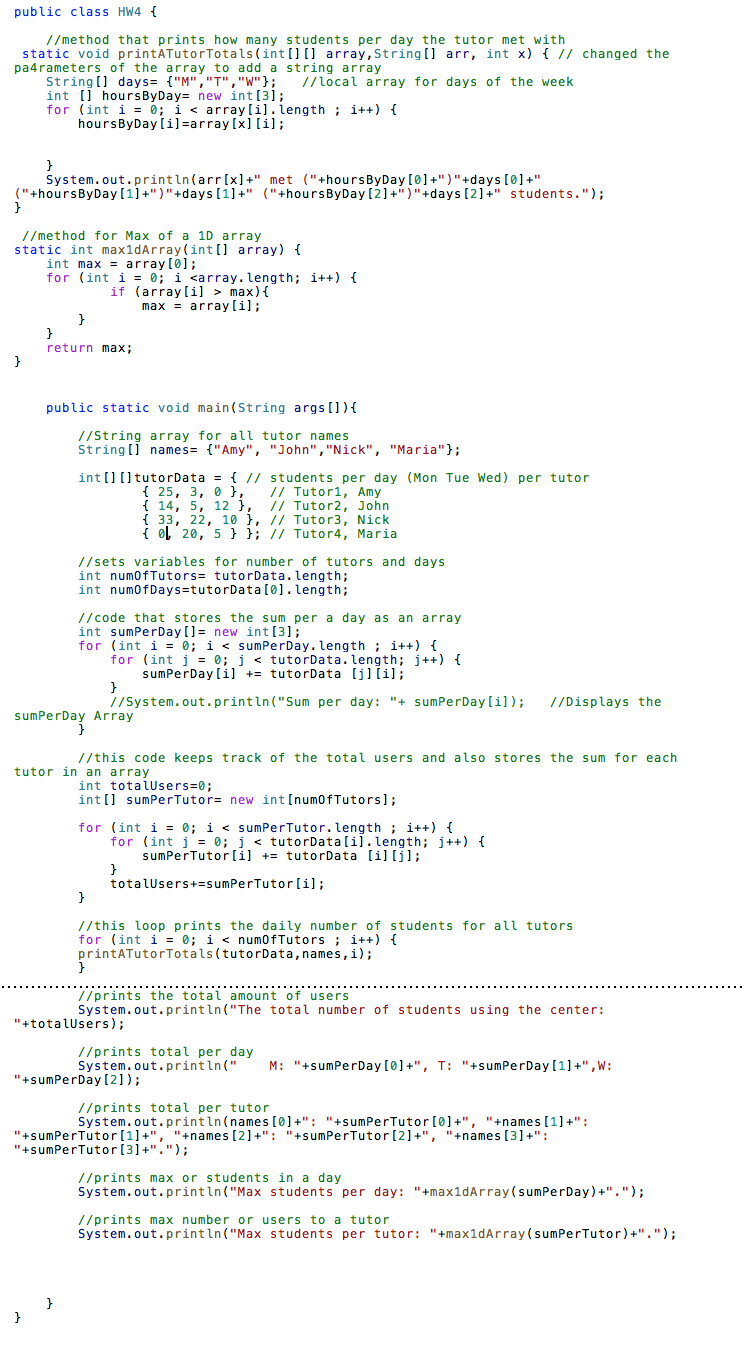 public class HW4 {
//method that prints how many students per day the tutor met with
static void printATutorTotals(int[][] array,String[] arr, int x) { // changed the
pa4rameters of the array to add a string array
String[] days= {"M","T","W"};   //local array for days of the week
int [] hoursByDay= new int[3];
for (int i = 0; i < array[i].length ; i++) {
hoursByDay[i]=array[x][i];
}
System.out.println(arr[x]+" met ("+hoursByDay[0]+")"+days[0]+"
("+hoursByDay[1]+")"+days[1]+" ("+hoursByDay[2]+")"+days[2]+" students.");
}
//method for Max of a 1D array
static int max1dArray(int[] array) {
int max = array[0];
for (int i = 0; i <array.length; i++) {
if (array[i] > max){
max = array[i];
}
}
return max;
}
public static void main(String args[]){
//String array for all tutor names
String[] names= {"Amy", "John","Nick", "Maria"};
int[][]tutorData = { // students per day (Mon Tue Wed) per tutor
{ 25, 3, 0 },   // Tutor1, Amy
{ 14, 5, 12 },  // Tutor2, John
{ 33, 22, 10 }, // Tutor3, Nick
{ 0, 20, 5 } }; // Tutor4, Maria
//sets variables for number of tutors and days
int numOfTutors= tutorData.length;
int numOfDays=tutorData[0].length;
//code that stores the sum per a day as an array
int sumPerDay[]= new int[3];
for (int i = 0; i < sumPerDay.length ; i++) {
for (int j = 0; j < tutorData.length; j++) {
sumPerDay[i] += tutorData [j][i];
}
//System.out.println("Sum per day: "+ sumPerDay[i]);   //Displays the
sumPerDay Array
}
//this code keeps track of the total users and also stores the sum for each
tutor in an array
int totalUsers=0;
int[] sumPerTutor= new int[numOfTutors];
for (int i = 0; i < sumPerTutor.length ; i++) {
for (int j = 0; j < tutorData[i].length; j++) {
sumPerTutor[i] += tutorData [i][j];
}
totalUsers+=sumPerTutor[i];
}
//this loop prints the daily number of students for all tutors
for (int i = 0; i < numOfTutors ; i++) {
printATutorTotals(tutorData,names,i);
}
//prints the total amount of users
System.out.println("The total number of students using the center:
"+totalUsers);
//prints total per day
System.out.println("    M: "+sumPerDay[0]+", T: "+sumPerDay[1]+",W:
"+sumPerDay[2]);
//prints total per tutor
System.out.println(names[0]+": "+sumPerTutor[0]+", "+names[1]+":
"+sumPerTutor[1]+", "+names[2]+": "+sumPerTutor[2]+", "+names[3]+":
"+sumPerTutor[3]+".");
//prints max or students in a day
System.out.println("Max students per day: "+max1dArray(sumPerDay)+".");
//prints max number or users to a tutor
System.out.println("Max students per tutor: "+max1dArray(sumPerTutor)+".");
}
}